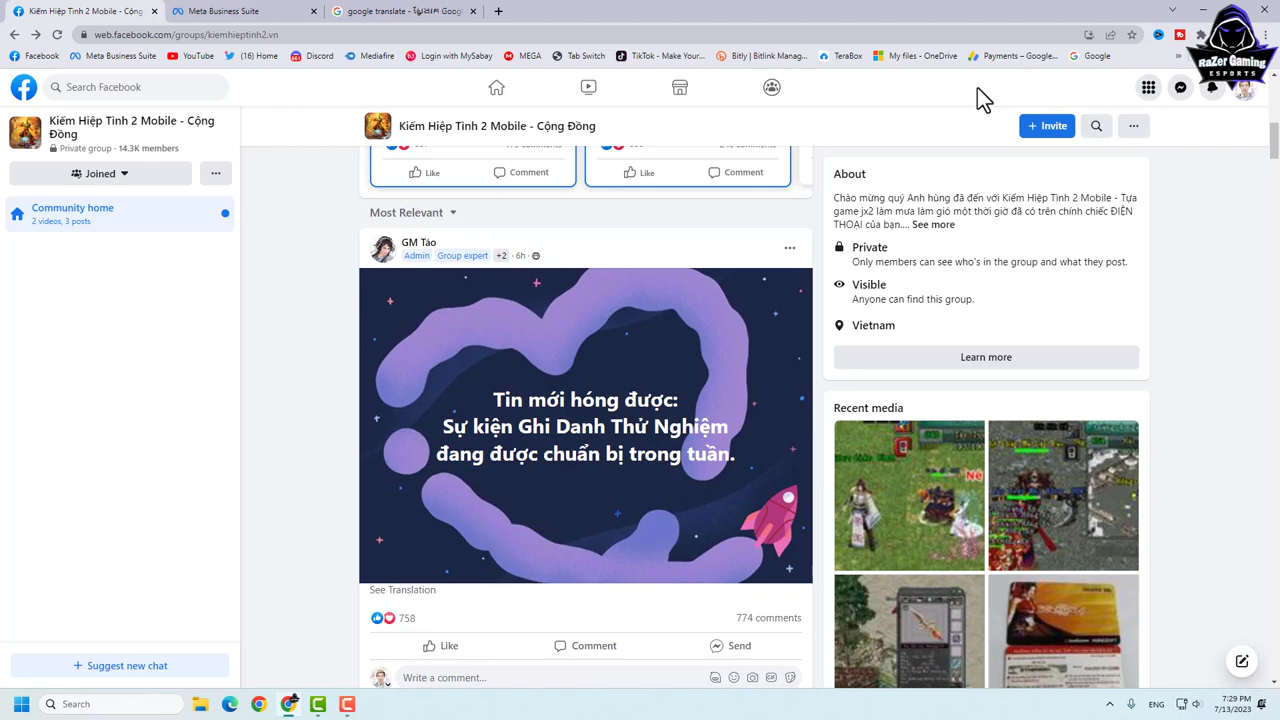 Kiếm Hiệp Tình 2 Mobile - Cộng
Meta Business Suite
google translate - Tìm trên Googl
web.facebook.com/groups/kiemhieptinh2.vn
Facebook
Meta Business Su...
YouTube
Home (11)
Discord
Mediafire
Login with MyShell
MEGA
Tab Switch
TikTok - Make Your...
Bitly | Bitlink Manag...
TeraBox
My files - OneDrive
Payments – Google...
Google
RaZer Gaming
ESPORTS
Search Facebook
Kiếm Hiệp Tình 2 Mobile - Cộng
Đồng
Private group · 14.3K members
Joined
Community home
2 videos, 3 posts
Suggest new chat
Kiếm Hiệp Tình 2 Mobile - Cộng Đồng
Invite
Like
Comment
Like
Comment
Most Relevant
GM Táo
Admin
Group expert
+2 · 6h ·
Tin mới hóng được:
Sự kiện Ghi Danh Thử Nghiệm
đang được chuẩn bị trong tuần.
See Translation
758
774 comments
Like
Comment
Send
Write a comment...
About
Chào mừng quý Anh hùng đã đến với Kiếm Hiệp Tình 2 Mobile - Tựa
game jx2 làm mưa làm gió một thời giờ đã có trên chính chiếc ĐIỆN
THOẠI của bạn.... See more
Private
Only members can see who's in the group and what they post.
Visible
Anyone can find this group.
Vietnam
Learn more
Recent media
Search
ENG
7:29 PM
7/13/2023